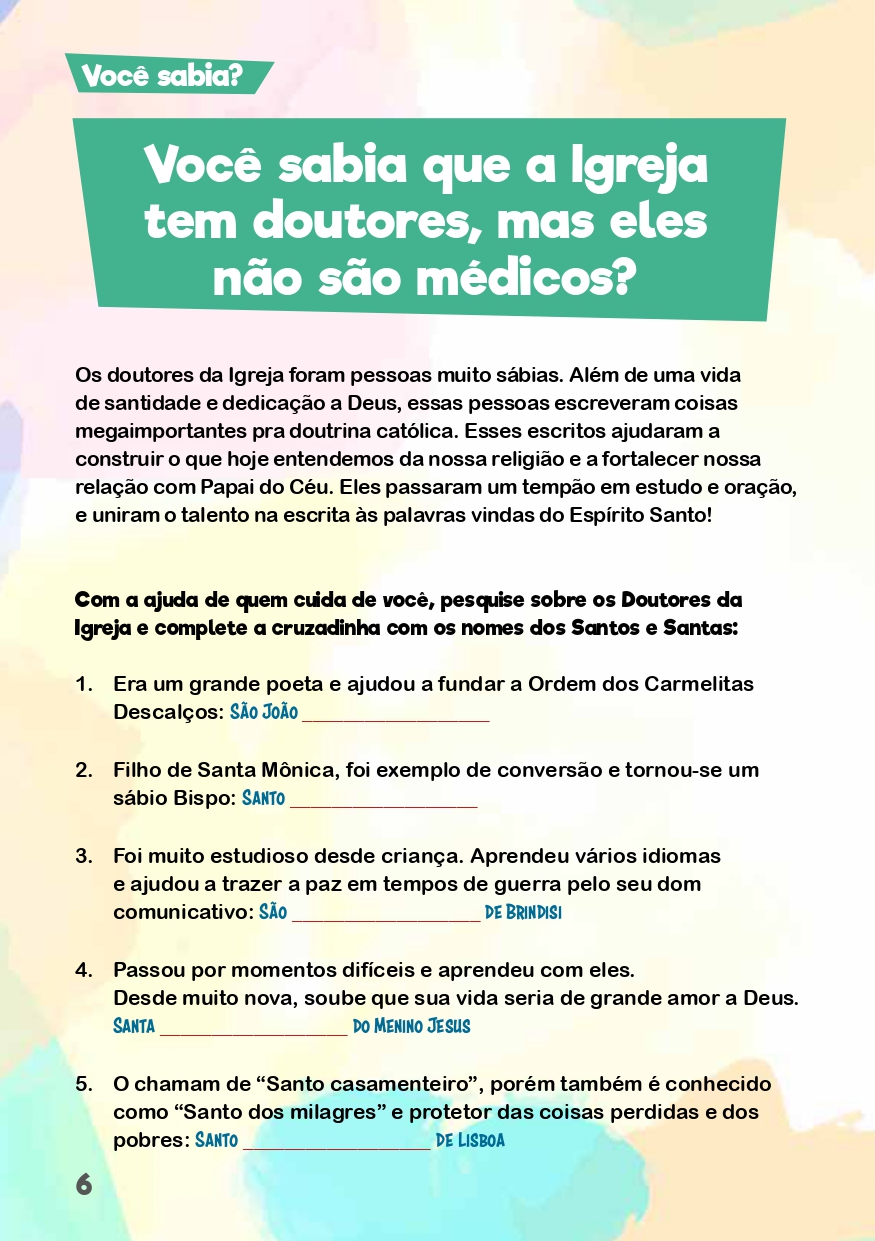 Você sabia?
Você sabia que a Igreja
tem doutores, mas eles
não são médicos?
Os doutores da Igreja foram pessoas muito sábias. Além de uma vida
de santidade e dedicação a Deus, essas pessoas escreveram coisas
megaimportantes pra doutrina católica. Esses escritos ajudaram a
construir o que hoje entendemos da nossa religião e a fortalecer nossa
relação com Papai do Céu. Eles passaram um tempão em estudo e oração,
e uniram o talento na escrita às palavras vindas do Espírito Santo!
Com a ajuda de quem cuida de você, pesquise sobre os Doutores da
Igreja e complete a cruzadinha com os nomes dos Santos e Santas:
1. Era um grande poeta e ajudou a fundar a Ordem dos Carmelitas
Descalços: SÃO JOÃO __________________
2. Filho de Santa Mônica, foi exemplo de conversão e tornou-se um
sábio Bispo: SANTO __________________
3. Foi muito estudioso desde criança. Aprendeu vários idiomas
e ajudou a trazer a paz em tempos de guerra pelo seu dom
comunicativo: SÃO __________________ DE BRINDISI
4. Passou por momentos difíceis e aprendeu com eles.
Desde muito nova, soube que sua vida seria de grande amor a Deus.
SANTA __________________ DO MENINO JESUS
5. O chamam de “Santo casamenteiro”, porém também é conhecido
como “Santo dos milagres” e protetor das coisas perdidas e dos
pobres: SANTO __________________ DE LISBOA
6